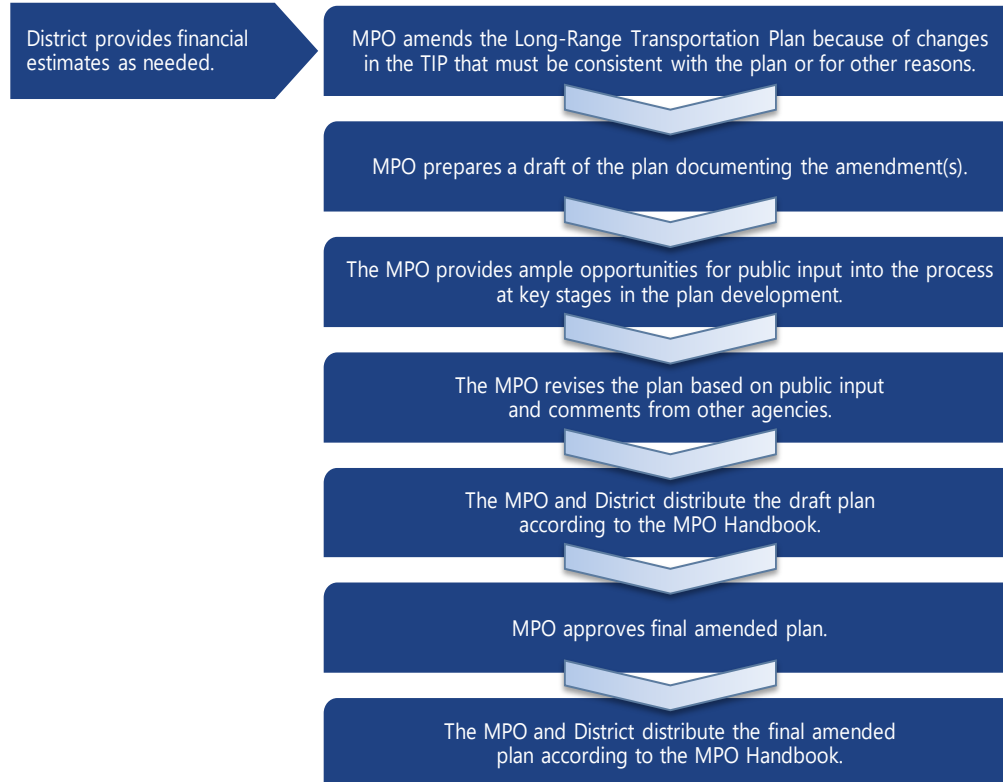 District provides financial
estimates as needed.
MPO amends the Long-Range Transportation Plan because of changes
in the TIP that must be consistent with the plan or for other reasons.
MPO prepares a draft of the plan documenting the amendment(s).
The MPO provides ample opportunities for public input into the process
at key stages in the plan development.
The MPO revises the plan based on public input
and comments from other agencies.
The MPO and District distribute the draft plan
according to the MPO Handbook.
MPO approves final amended plan.
The MPO and District distribute the final amended
plan according to the MPO Handbook.